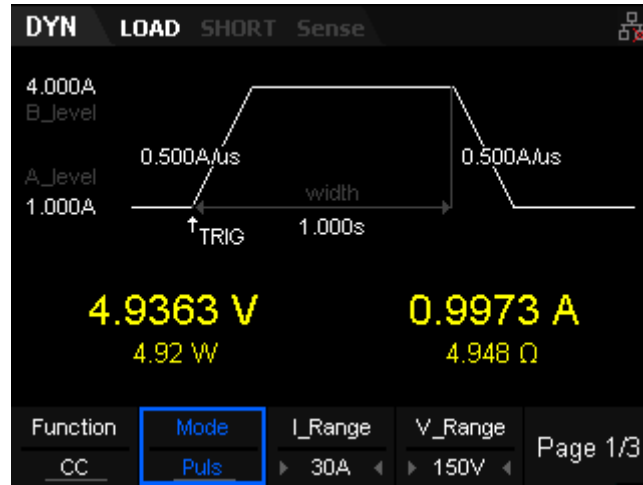 DYN LOAD SHORT Sense
4.000A
B_level
0.500A/us 0.500A/us
A_level
width
1.000A
1.000s
TRIG
4.9363 V 0.9973 A
4.92 W 4.948 Ω
Function Mode I_Range V_Range Page 1/3
CC Puls 30A 150V